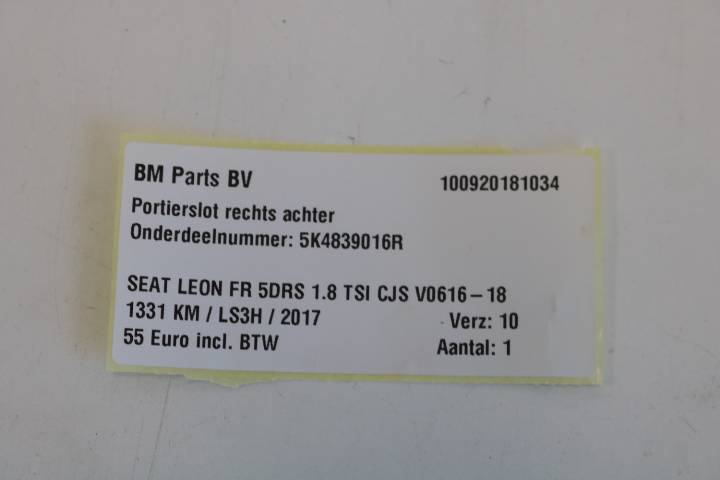 BM Parts BV 100920181034
Portierslot rechts achter
Onderdeelnummer: 5K4839016R
SEAT LEON FR 5DRS 1.8 TSI CJS V0616-18
1331 KM / LS3H / 2017 Verz: 10
55 Euro incl. BTW Aantal: 1